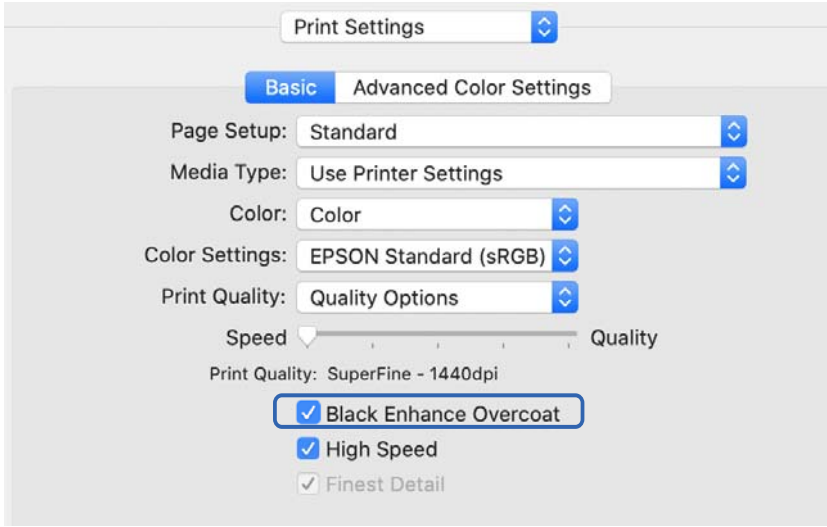 Print Settings
Basic Advanced Color Settings
Page Setup: Standard
Media Type: Use Printer Settings
Color: Color
Color Settings: EPSON Standard (sRGB)
Print Quality: Quality Options
Speed Quality
Print Quality: SuperFine - 1440dpi
Black Enhance Overcoat
High Speed
Finest Detail